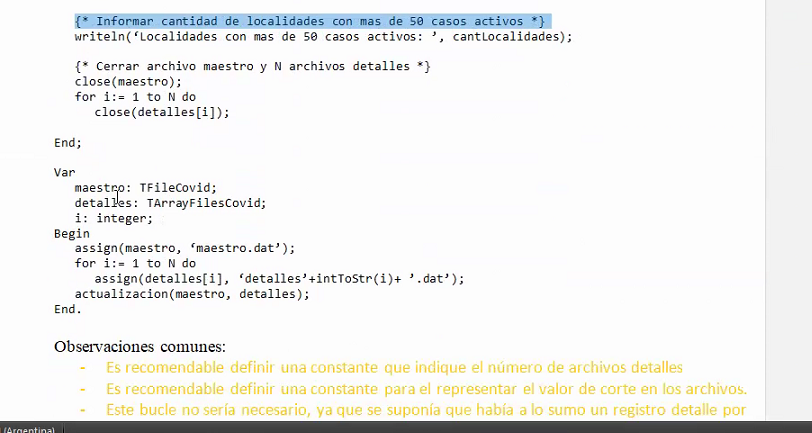 {* Informar cantidad de localidades con mas de 50 casos activos *}
writeln(‘Localidades con mas de 50 casos activos: ’, cantLocalidades);
{* Cerrar archivo maestro y N archivos detalles *}
close(maestro);
for i:= 1 to N do
close(detalles[i]);
End;
Var
maestro: TFileCovid;
detalles: TArrayFilesCovid;
i: integer;
Begin
assign(maestro, ‘maestro.dat’);
for i:= 1 to N do
assign(detalles[i], ‘detalles’+intToStr(i)+ ’.dat’);
actualizacion(maestro, detalles);
End.
Observaciones comunes:
- Es recomendable definir una constante que indique el número de archivos detalles
- Es recomendable definir una constante para el representar el valor de corte en los archivos.
- Este bucle no sería necesario, ya que se suponía que había a lo sumo un registro detalle por
(Argentina)